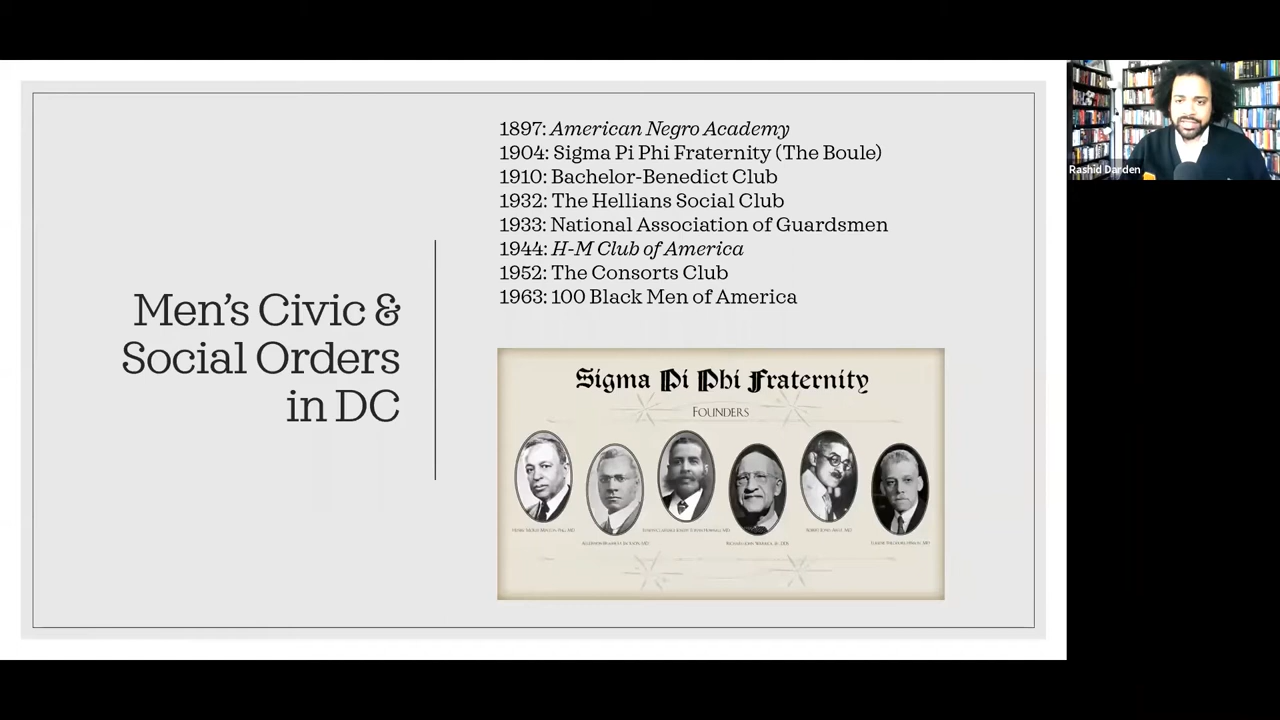 Men's Civic &
Social Orders
in DC
1897: American Negro Academy
1904: Sigma Pi Phi Fraternity (The Boule)
1910: Bachelor-Benedict Club
1932: The Hellians Social Club
1933: National Association of Guardsmen
1944: H-M Club of America
1952: The Consorts Club
1963: 100 Black Men of America
Sigma Pi Phi Fraternity
Founders
Rashid Darden